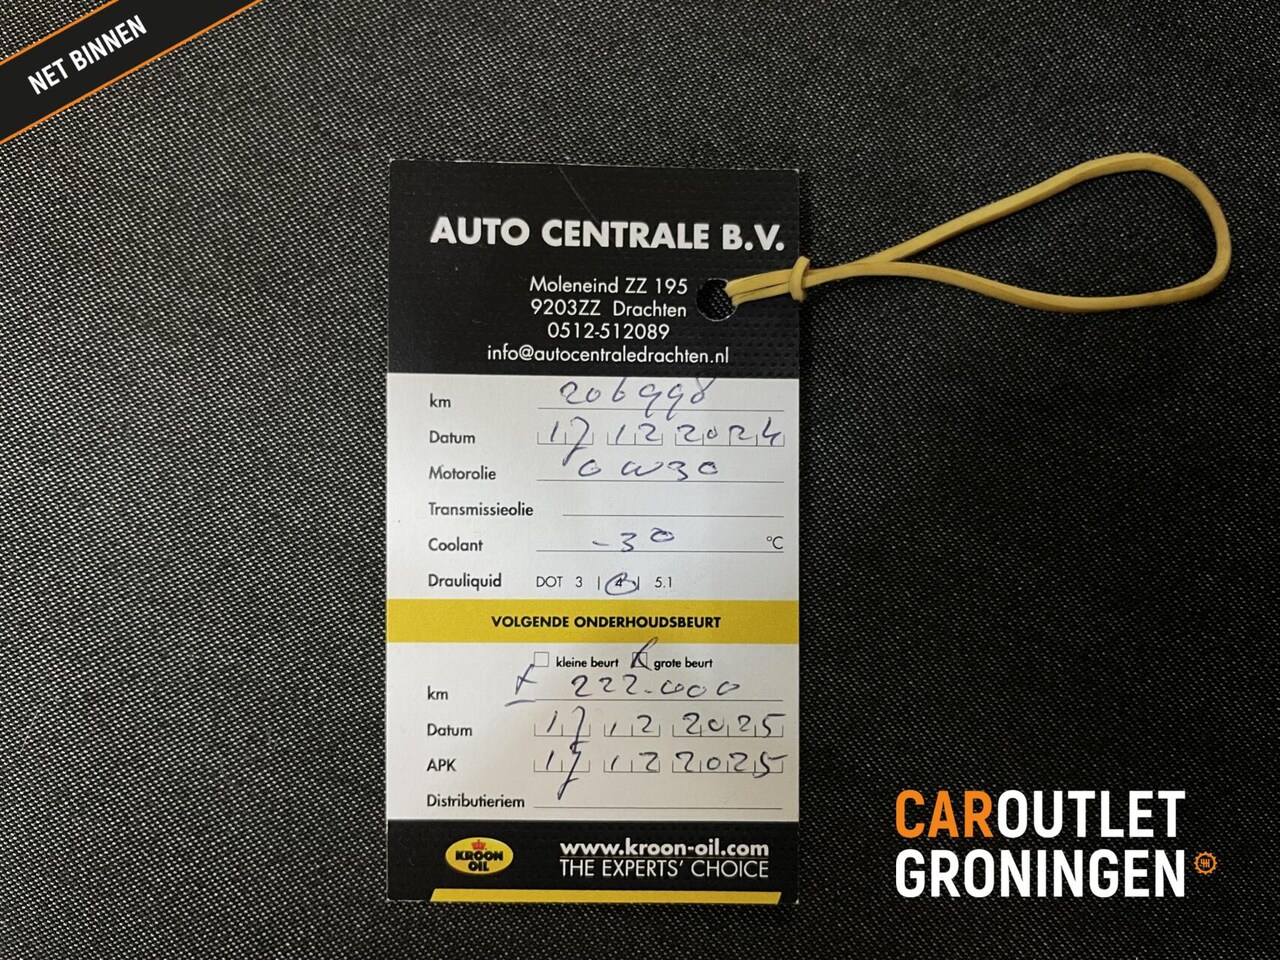 NET BINNEN
AUTO CENTRALE B.V.
Moleneind ZZ 195
9203ZZ Drachten
0512-512089
info@autocentraledrachten.nl
km 206998
Datum 17 12 2024
Motorolie 0W30
Transmissieolie
Coolant -30 °C
Drauliquid DOT 3 | 4 | 5.1
VOLGENDE ONDERHOUDSBEURT
kleine beurt grote beurt
km ± 222.000
Datum 17 12 2025
APK 17 12 2025
Distributieriem
KROON OIL
www.kroon-oil.com
THE EXPERTS' CHOICE
CAROUTLET
GRONINGEN